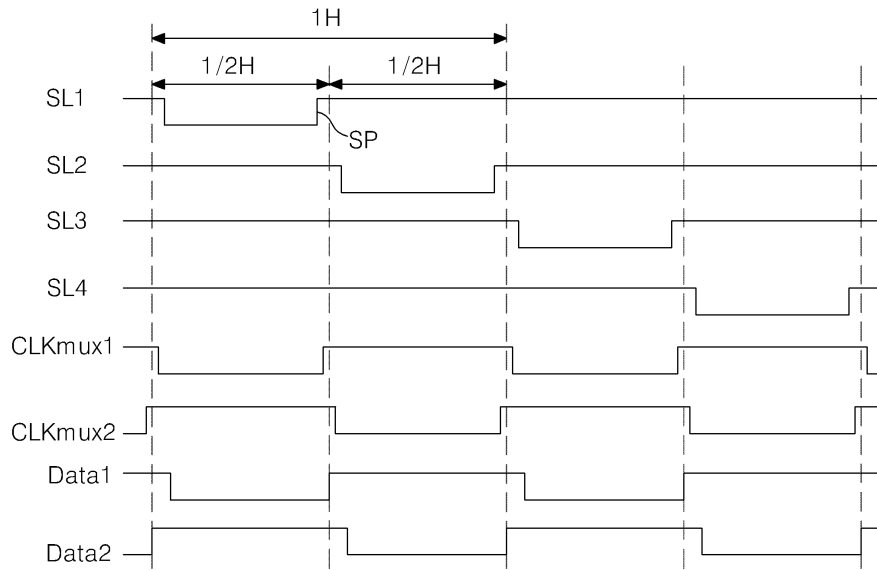 1H
1/2H 1/2H
SL1
SP
SL2
SL3
SL4
CLKmux1
CLKmux2
Data1
Data2